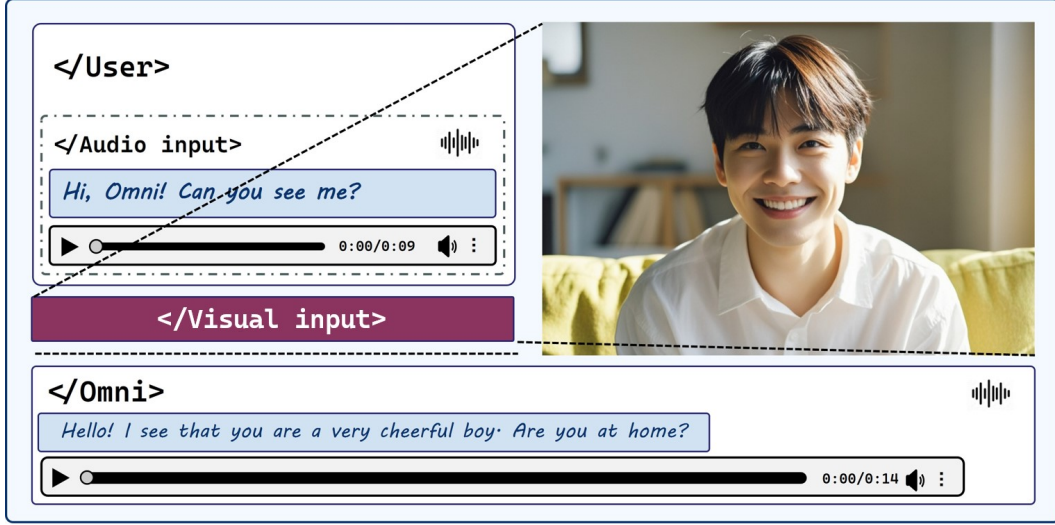 </User>
</Audio input>
Hi, Omni! Can you see me?
0:00/0:09
</Visual input>
</Omni>
Hello! I see that you are a very cheerful boy. Are you at home?
0:00/0:14